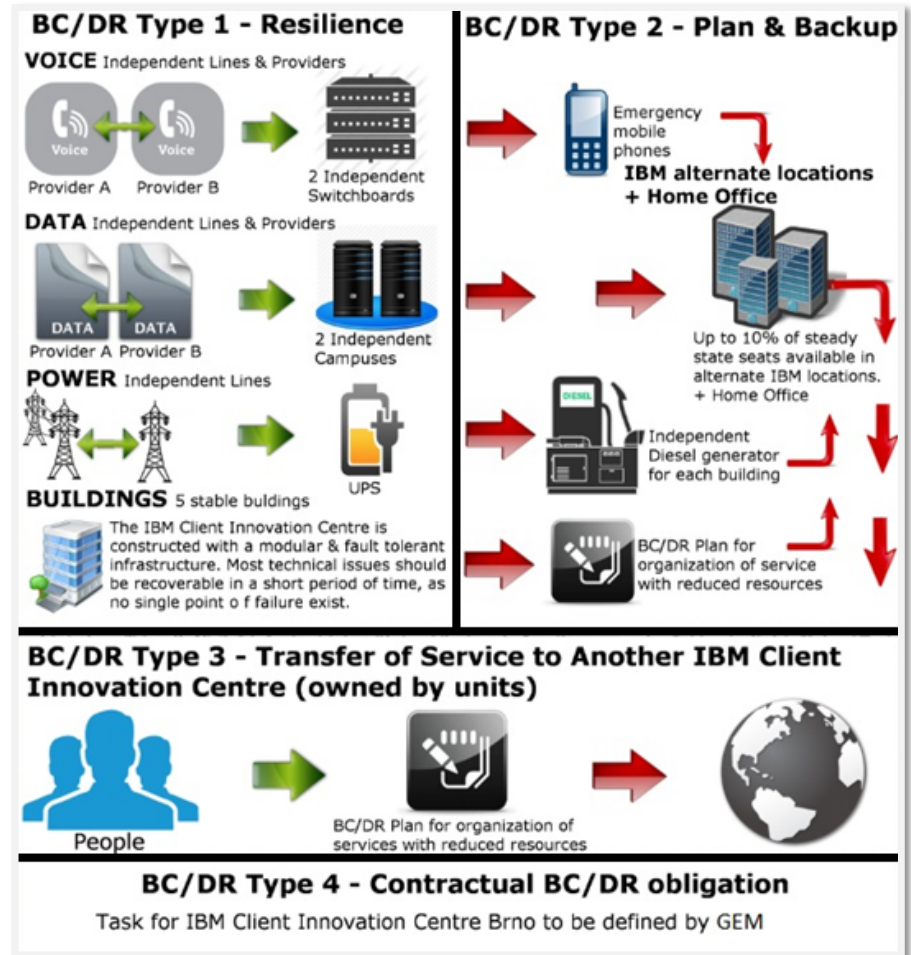 BC/DR Type 1 - Resilience
VOICE Independent Lines & Providers
Voice
Voice
Provider A
Provider B
2 Independent
Switchboards
DATA Independent Lines & Providers
DATA
DATA
Provider A
Provider B
2 Independent
Campuses
POWER Independent Lines
UPS
BUILDINGS 5 stable buldings
The IBM Client Innovation Centre is
constructed with a modular & fault tolerant
infrastructure. Most technical issues should
be recoverable in a short period of time, as
no single point o f failure exist.
BC/DR Type 2 - Plan & Backup
Emergency
mobile
phones
IBM alternate locations
+ Home Office
Up to 10% of steady
state seats available in
alternate IBM locations.
+ Home Office
DIESEL
Independent
Diesel generator
for each building
BC/DR Plan for
organization of service
with reduced resources
BC/DR Type 3 - Transfer of Service to Another IBM Client
Innovation Centre (owned by units)
People
BC/DR Plan for organization of
services with reduced resources
BC/DR Type 4 - Contractual BC/DR obligation
Task for IBM Client Innovation Centre Brno to be defined by GEM